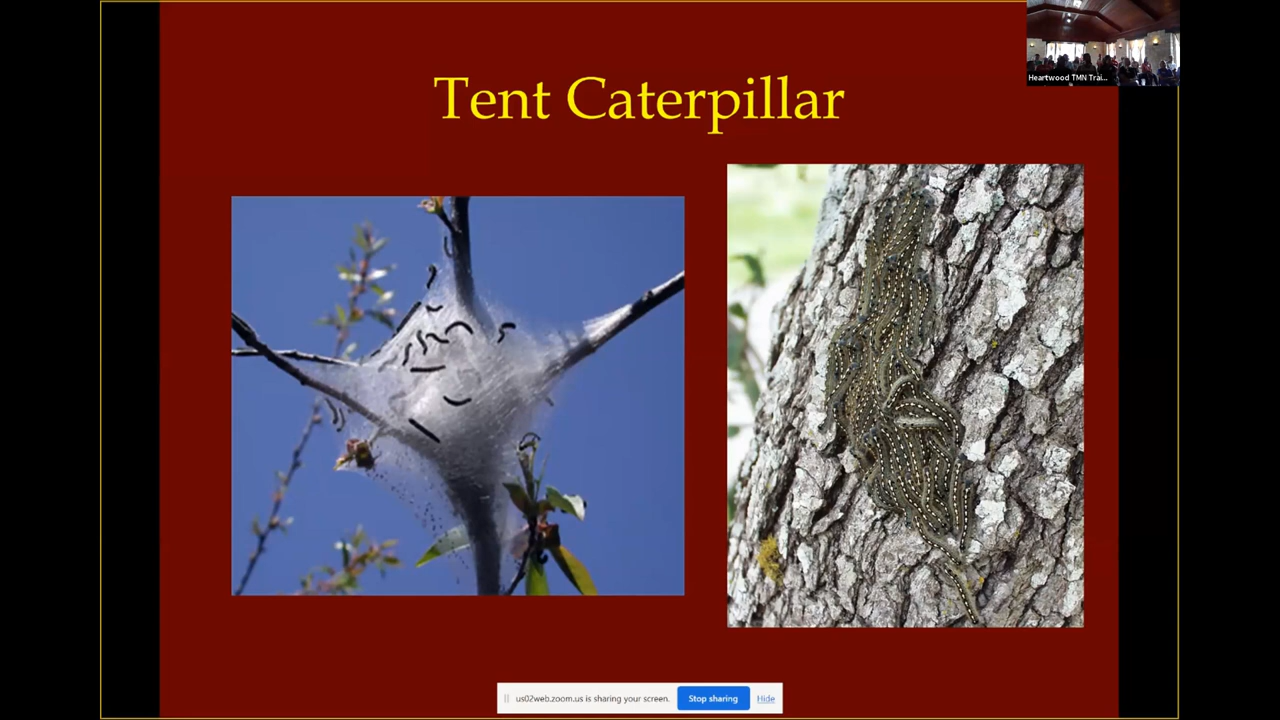 Tent Caterpillar
Heartwood TMN Trai...
us02web.zoom.us is sharing your screen.
Stop sharing
Hide